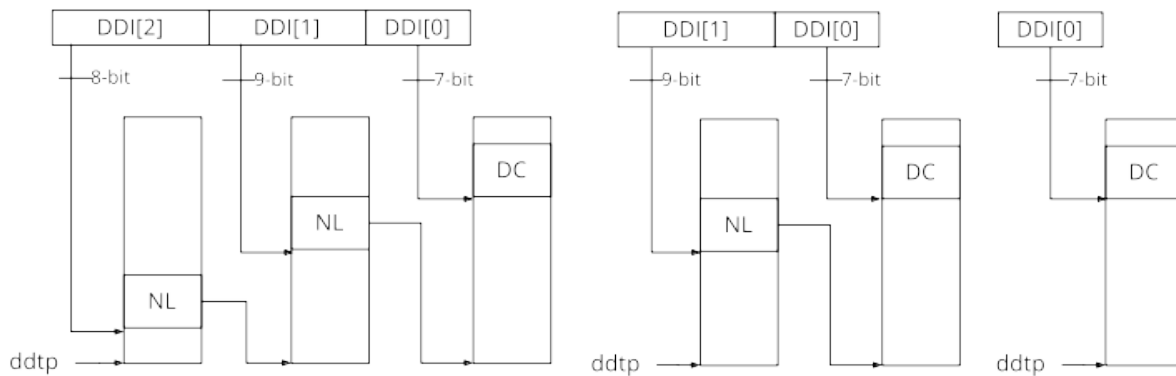 DDI[2] DDI[1] DDI[0]
8-bit 9-bit 7-bit
DC
NL
NL
ddtp
DDI[1] DDI[0]
9-bit 7-bit
DC
NL
ddtp
DDI[0]
7-bit
DC
ddtp